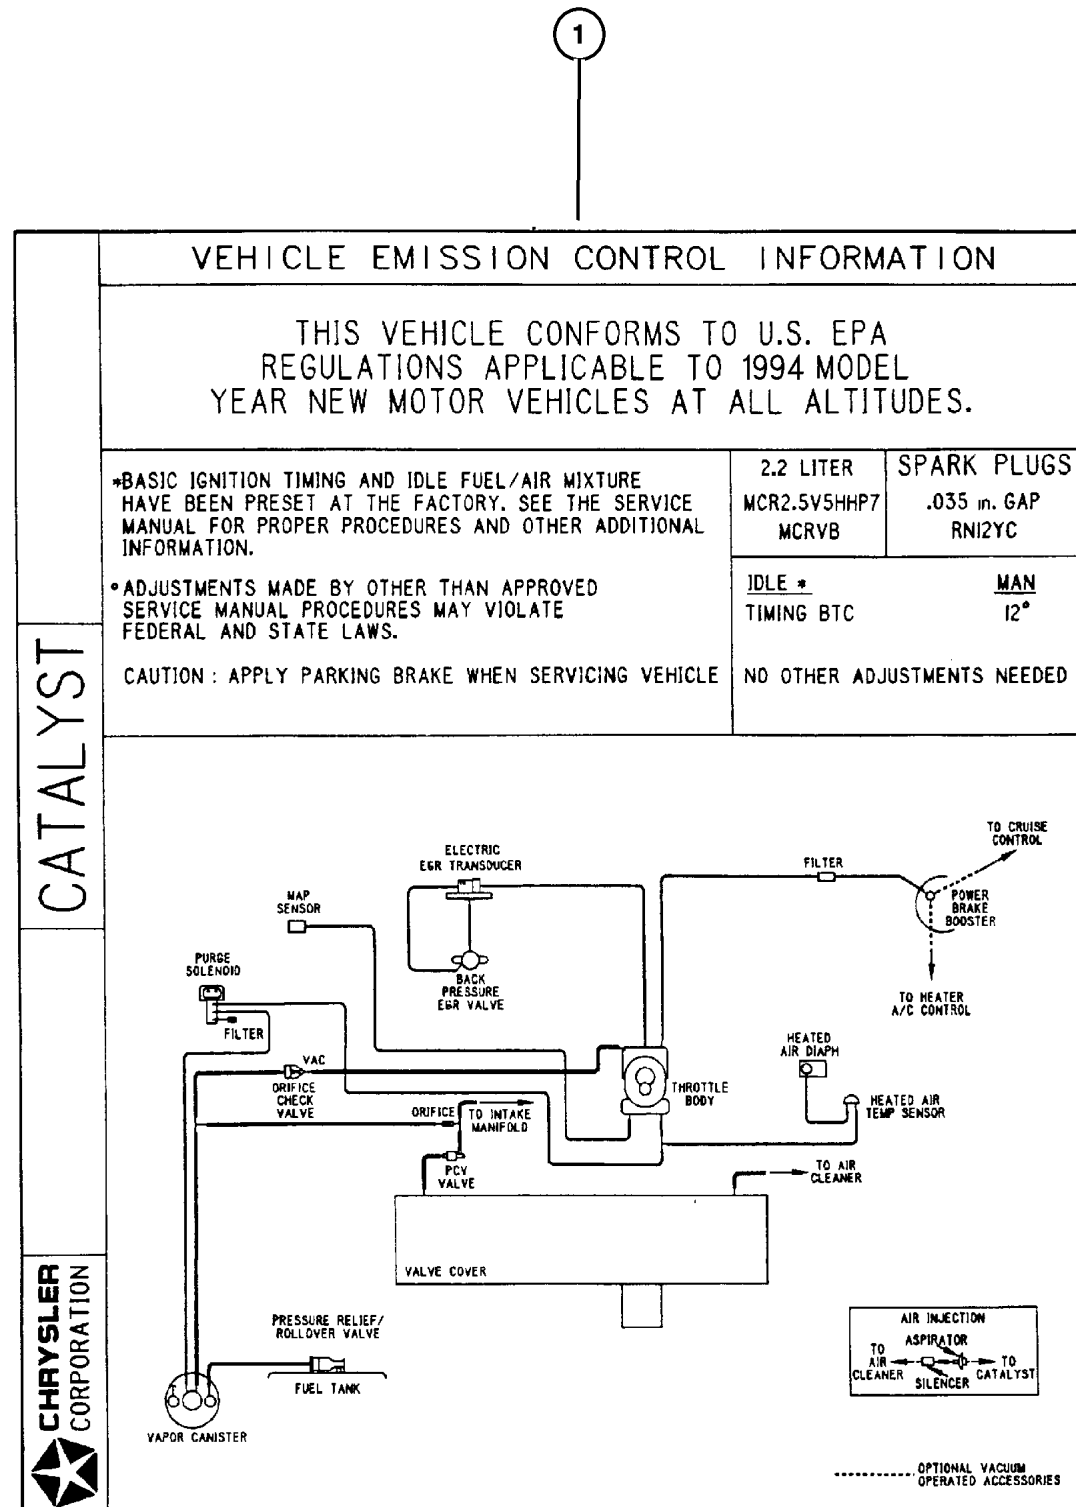 1
VEHICLE EMISSION CONTROL INFORMATION
THIS VEHICLE CONFORMS TO U.S. EPA
REGULATIONS APPLICABLE TO 1994 MODEL
YEAR NEW MOTOR VEHICLES AT ALL ALTITUDES.
*BASIC IGNITION TIMING AND IDLE FUEL/AIR MIXTURE
HAVE BEEN PRESET AT THE FACTORY. SEE THE SERVICE
MANUAL FOR PROPER PROCEDURES AND OTHER ADDITIONAL
INFORMATION.
°ADJUSTMENTS MADE BY OTHER THAN APPROVED
SERVICE MANUAL PROCEDURES MAY VIOLATE
FEDERAL AND STATE LAWS.
CAUTION : APPLY PARKING BRAKE WHEN SERVICING VEHICLE
2.2 LITER
MCR2.5V5HHP7
MCRVB
SPARK PLUGS
.035 in. GAP
RN12YC
IDLE * MAN
TIMING BTC 12°
NO OTHER ADJUSTMENTS NEEDED
CATALYST
CHRYSLER
CORPORATION
ELECTRIC
EGR TRANSDUCER
MAP
SENSOR
BACK
PRESSURE
EGR VALVE
PURGE
SOLENOID
FILTER
VAC
ORIFICE
CHECK
VALVE
ORIFICE
TO INTAKE
MANIFOLD
PCV
VALVE
THROTTLE
BODY
FILTER
TO CRUISE
CONTROL
POWER
BRAKE
BOOSTER
TO HEATER
A/C CONTROL
HEATED
AIR DIAPH
HEATED AIR
TEMP SENSOR
TO AIR
CLEANER
VALVE COVER
PRESSURE RELIEF/
ROLLOVER VALVE
FUEL TANK
T
VAPOR CANISTER
AIR INJECTION
ASPIRATOR
TO
AIR
CLEANER
SILENCER
TO
CATALYST
OPTIONAL VACUUM
OPERATED ACCESSORIES